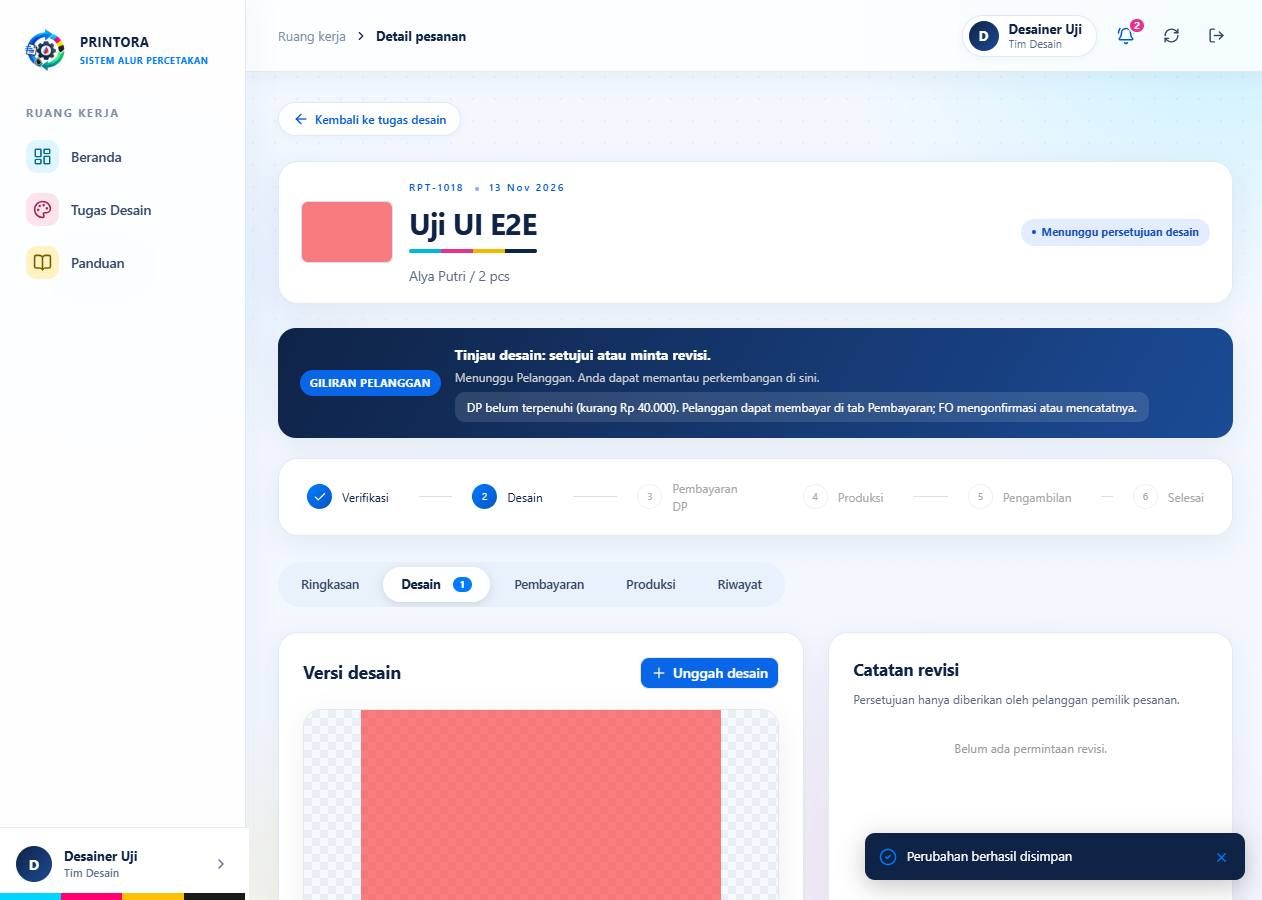 PRINTORA
SISTEM ALUR PERCETAKAN
RUANG KERJA
Beranda
Tugas Desain
Panduan
Ruang kerja > Detail pesanan
D
Desainer Uji
Tim Desain
2
Kembali ke tugas desain
RPT-1018 • 13 Nov 2026
Uji UI E2E
Alya Putri / 2 pcs
• Menunggu persetujuan desain
GILIRAN PELANGGAN
Tinjau desain: setujui atau minta revisi.
Menunggu Pelanggan. Anda dapat memantau perkembangan di sini.
DP belum terpenuhi (kurang Rp 40.000). Pelanggan dapat membayar di tab Pembayaran; FO mengonfirmasi atau mencatatnya.
Verifikasi
2 Desain
3 Pembayaran
DP
4 Produksi
5 Pengambilan
6 Selesai
Ringkasan
Desain 1
Pembayaran
Produksi
Riwayat
Versi desain
+ Unggah desain
Catatan revisi
Persetujuan hanya diberikan oleh pelanggan pemilik pesanan.
Belum ada permintaan revisi.
Perubahan berhasil disimpan
D
Desainer Uji
Tim Desain